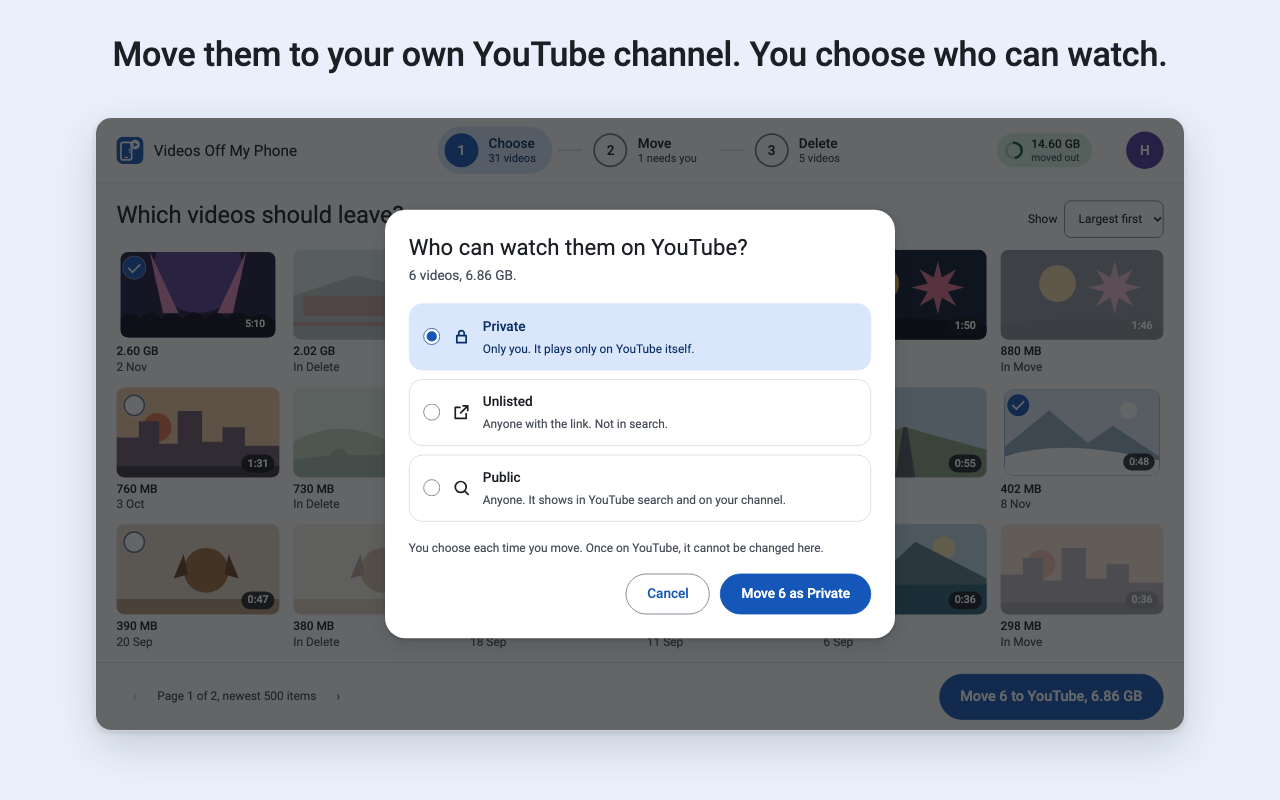 Move them to your own YouTube channel. You choose who can watch.
Videos Off My Phone
1
Choose
31 videos
2
Move
1 needs you
3
Delete
5 videos
14.60 GB
moved out
H
Which videos should leave?
Show
Largest first
Who can watch them on YouTube?
6 videos, 6.86 GB.
Private
Only you. It plays only on YouTube itself.
Unlisted
Anyone with the link. Not in search.
Public
Anyone. It shows in YouTube search and on your channel.
You choose each time you move. Once on YouTube, it cannot be changed here.
Cancel
Move 6 as Private
5:10
1:50
1:46
2.60 GB
2.02 GB
880 MB
2 Nov
In Delete
In Move
1:31
0:55
0:48
760 MB
730 MB
402 MB
3 Oct
In Delete
8 Nov
0:47
0:36
0:36
390 MB
380 MB
298 MB
20 Sep
In Delete
18 Sep
11 Sep
6 Sep
In Move
‹ Page 1 of 2, newest 500 items ›
Move 6 to YouTube, 6.86 GB